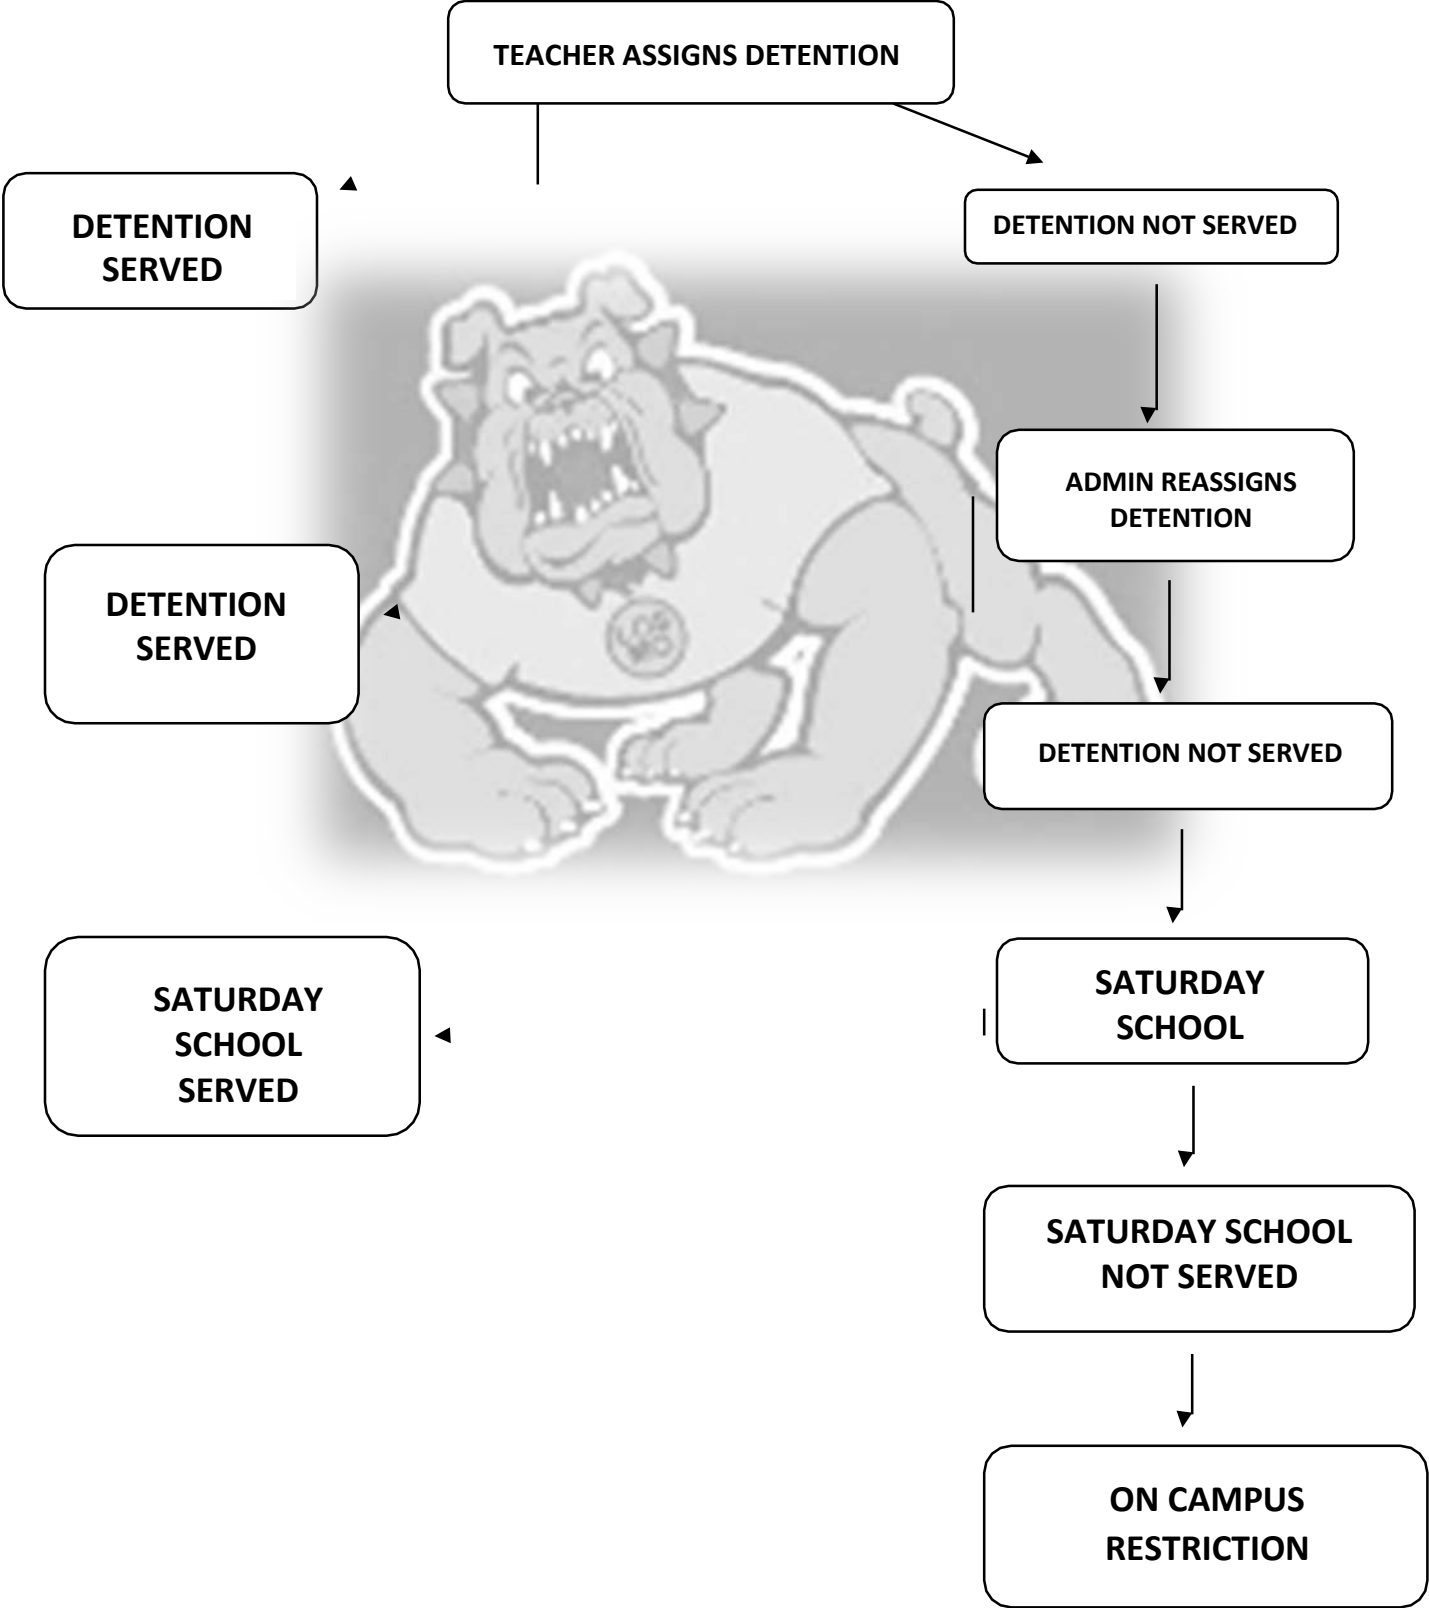 TEACHER ASSIGNS DETENTION
DETENTION
SERVED
DETENTION NOT SERVED
ADMIN REASSIGNS
DETENTION
DETENTION
SERVED
DETENTION NOT SERVED
SATURDAY
SCHOOL
SERVED
SATURDAY
SCHOOL
SATURDAY SCHOOL
NOT SERVED
ON CAMPUS
RESTRICTION